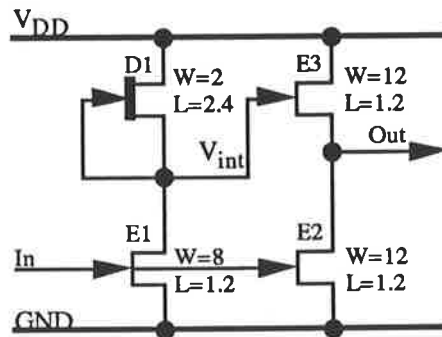 VDD
D1
W=2
L=2.4
E3
W=12
L=1.2
Vint
Out
E1
In
W=8
L=1.2
E2
W=12
L=1.2
GND